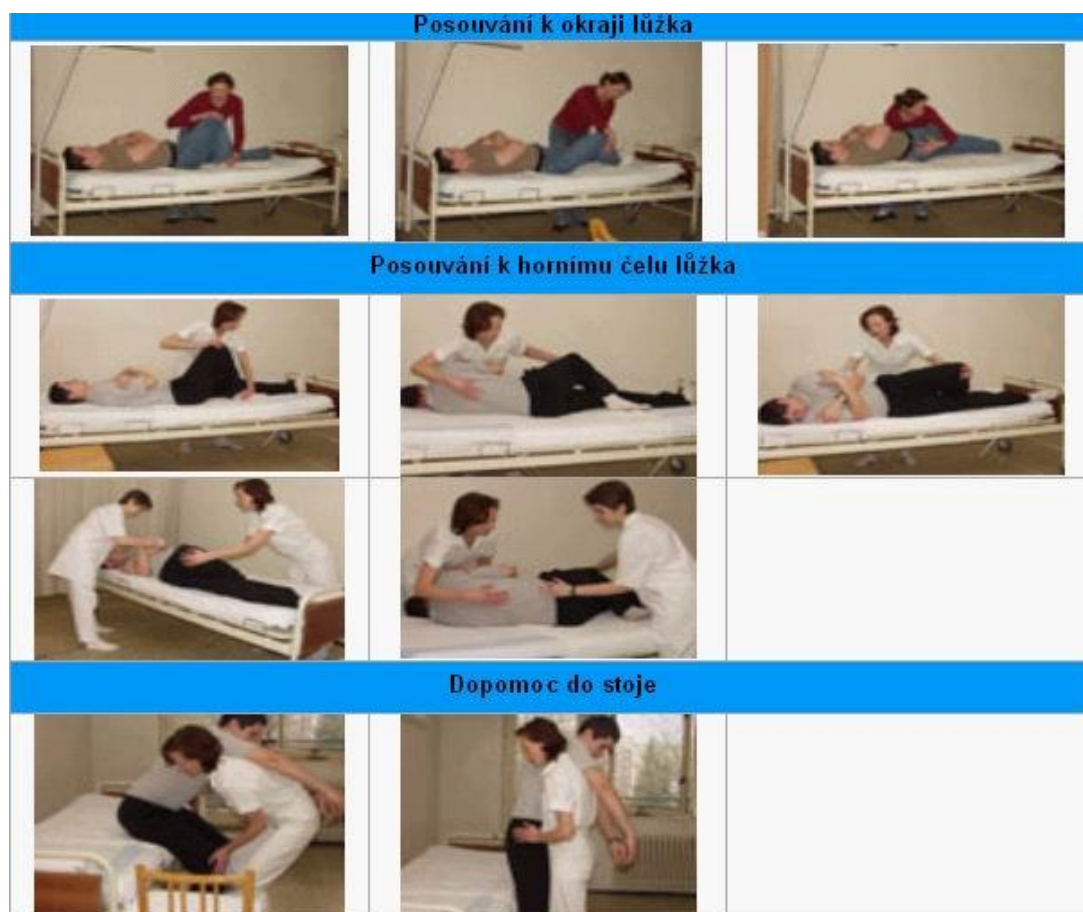 Posouvání k okraji lůžka
Posouvání k hornímu čelu lůžka
Dopomoc do stoje